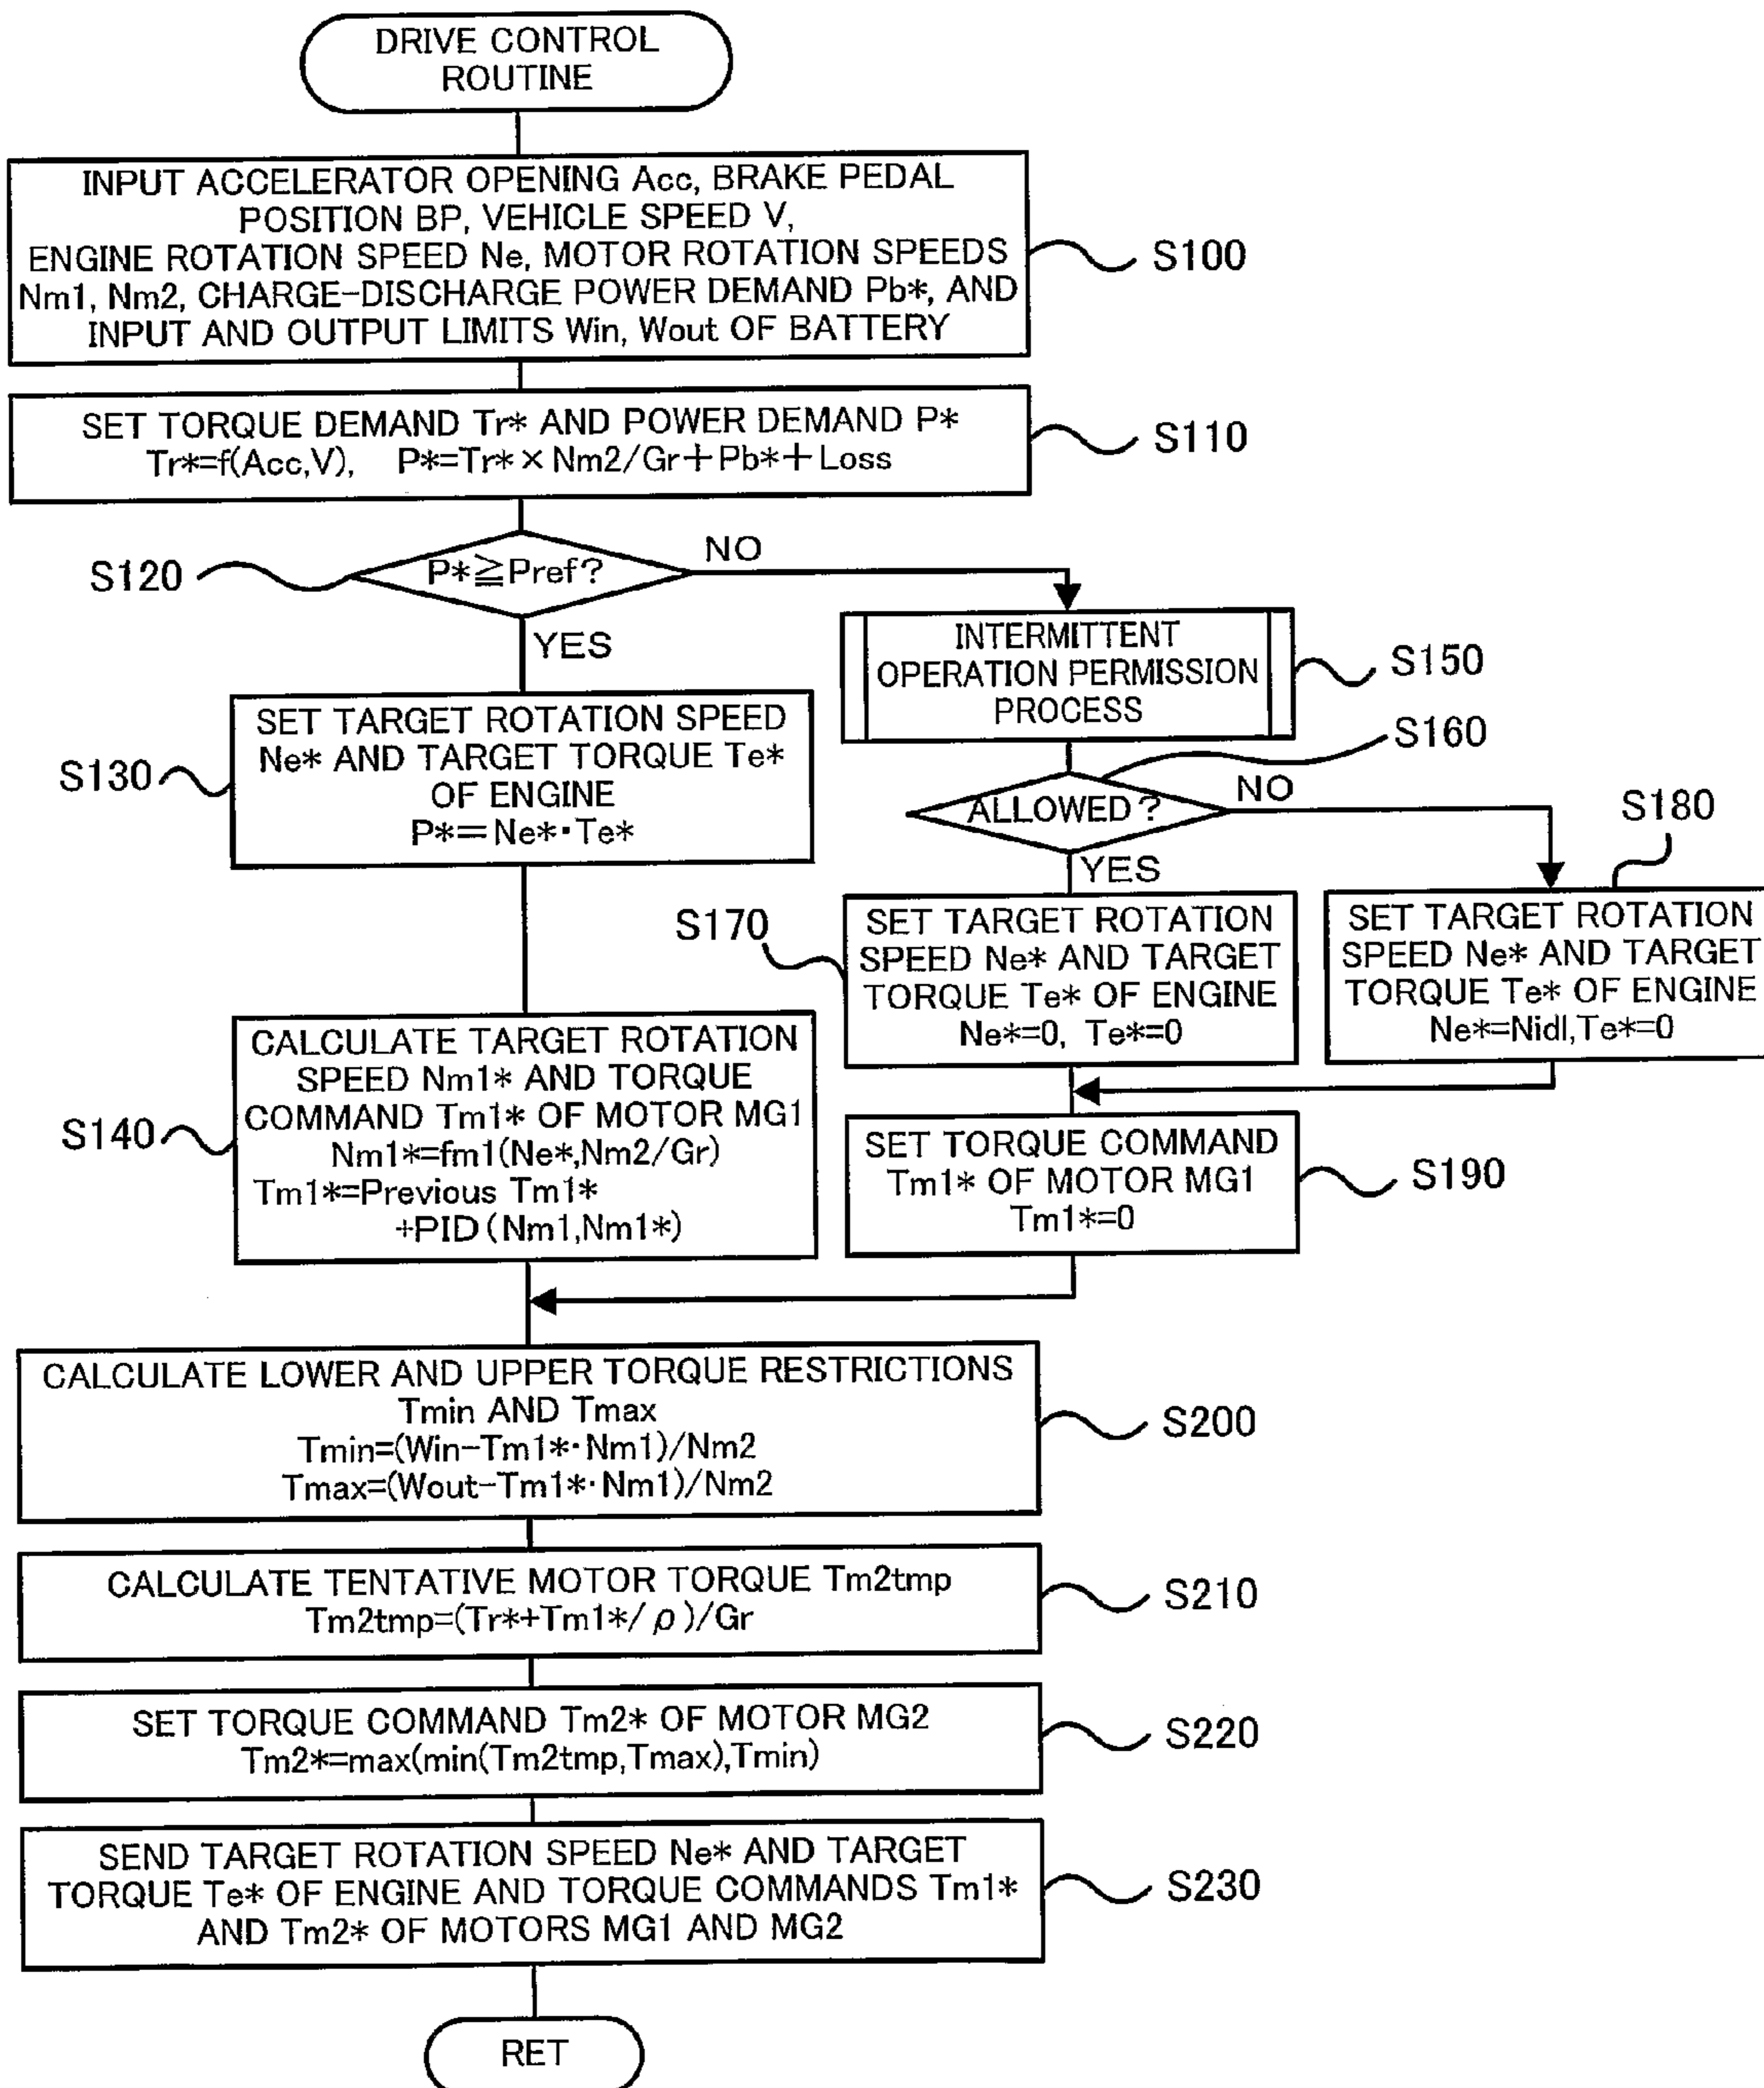 DRIVE CONTROL
ROUTINE
INPUT ACCELERATOR OPENING Acc, BRAKE PEDAL
POSITION BP, VEHICLE SPEED V,
ENGINE ROTATION SPEED Ne, MOTOR ROTATION SPEEDS
Nm1, Nm2, CHARGE-DISCHARGE POWER DEMAND Pb*, AND
INPUT AND OUTPUT LIMITS Win, Wout OF BATTERY
S100
SET TORQUE DEMAND Tr* AND POWER DEMAND P*
Tr*=f(Acc,V), P*=Tr*×Nm2/Gr+Pb*+Loss
S110
S120
P*≧Pref?
NO
YES
INTERMITTENT
OPERATION PERMISSION
PROCESS
S150
S160
ALLOWED?
NO
YES
S130
SET TARGET ROTATION SPEED
Ne* AND TARGET TORQUE Te*
OF ENGINE
P*=Ne*·Te*
S170
SET TARGET ROTATION
SPEED Ne* AND TARGET
TORQUE Te* OF ENGINE
Ne*=0, Te*=0
S180
SET TARGET ROTATION
SPEED Ne* AND TARGET
TORQUE Te* OF ENGINE
Ne*=Nidl,Te*=0
S140
CALCULATE TARGET ROTATION
SPEED Nm1* AND TORQUE
COMMAND Tm1* OF MOTOR MG1
Nm1*=fm1(Ne*,Nm2/Gr)
Tm1*=Previous Tm1*
+PID(Nm1,Nm1*)
SET TORQUE COMMAND
Tm1* OF MOTOR MG1
Tm1*=0
S190
CALCULATE LOWER AND UPPER TORQUE RESTRICTIONS
Tmin AND Tmax
Tmin=(Win-Tm1*·Nm1)/Nm2
Tmax=(Wout-Tm1*·Nm1)/Nm2
S200
CALCULATE TENTATIVE MOTOR TORQUE Tm2tmp
Tm2tmp=(Tr*+Tm1*/ρ)/Gr
S210
SET TORQUE COMMAND Tm2* OF MOTOR MG2
Tm2*=max(min(Tm2tmp,Tmax),Tmin)
S220
SEND TARGET ROTATION SPEED Ne* AND TARGET
TORQUE Te* OF ENGINE AND TORQUE COMMANDS Tm1*
AND Tm2* OF MOTORS MG1 AND MG2
S230
RET